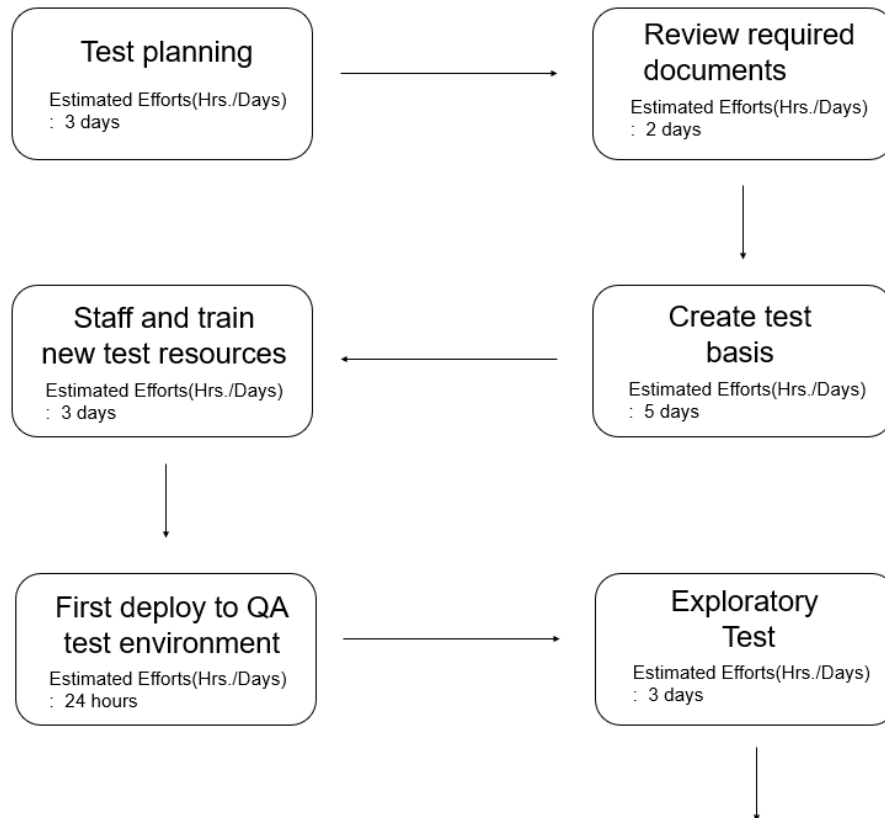 Test planning
Estimated Efforts(Hrs./Days)
: 3 days
Review required
documents
Estimated Efforts(Hrs./Days)
: 2 days
Create test
basis
Estimated Efforts(Hrs./Days)
: 5 days
Staff and train
new test resources
Estimated Efforts(Hrs./Days)
: 3 days
First deploy to QA
test environment
Estimated Efforts(Hrs./Days)
: 24 hours
Exploratory
Test
Estimated Efforts(Hrs./Days)
: 3 days